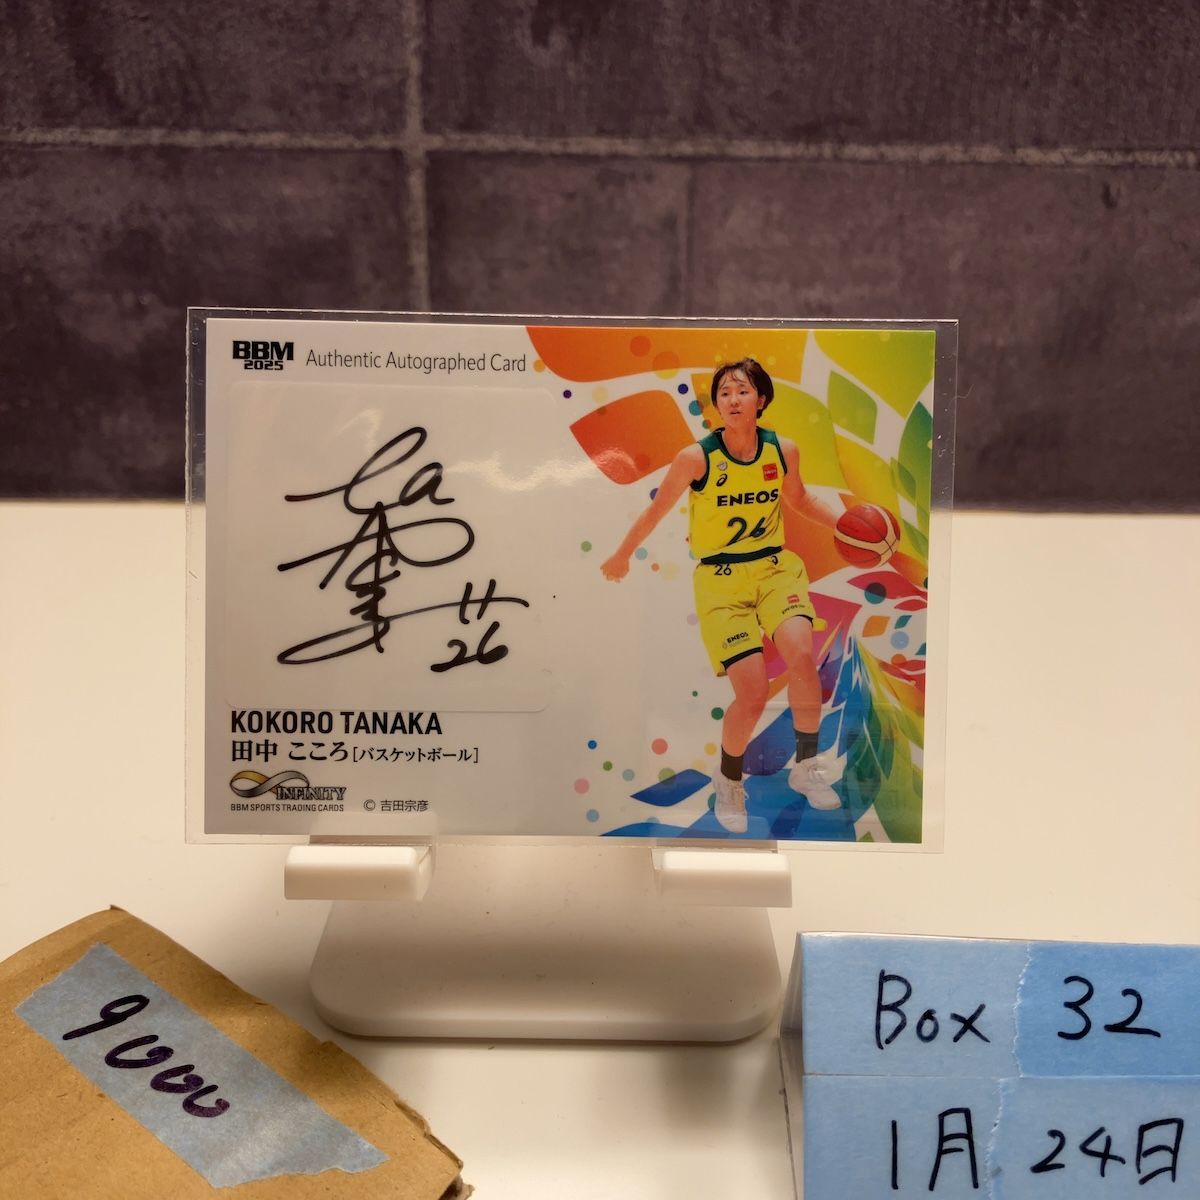 BBM
2025
Authentic Autographed Card
26
ENEOS
26
26
ENEOS
KOKORO TANAKA
田中 こころ[バスケットボール]
INFINITY
BBM SPORTS TRADING CARDS
© 吉田宗彦
9000
Box 32
1月 24日